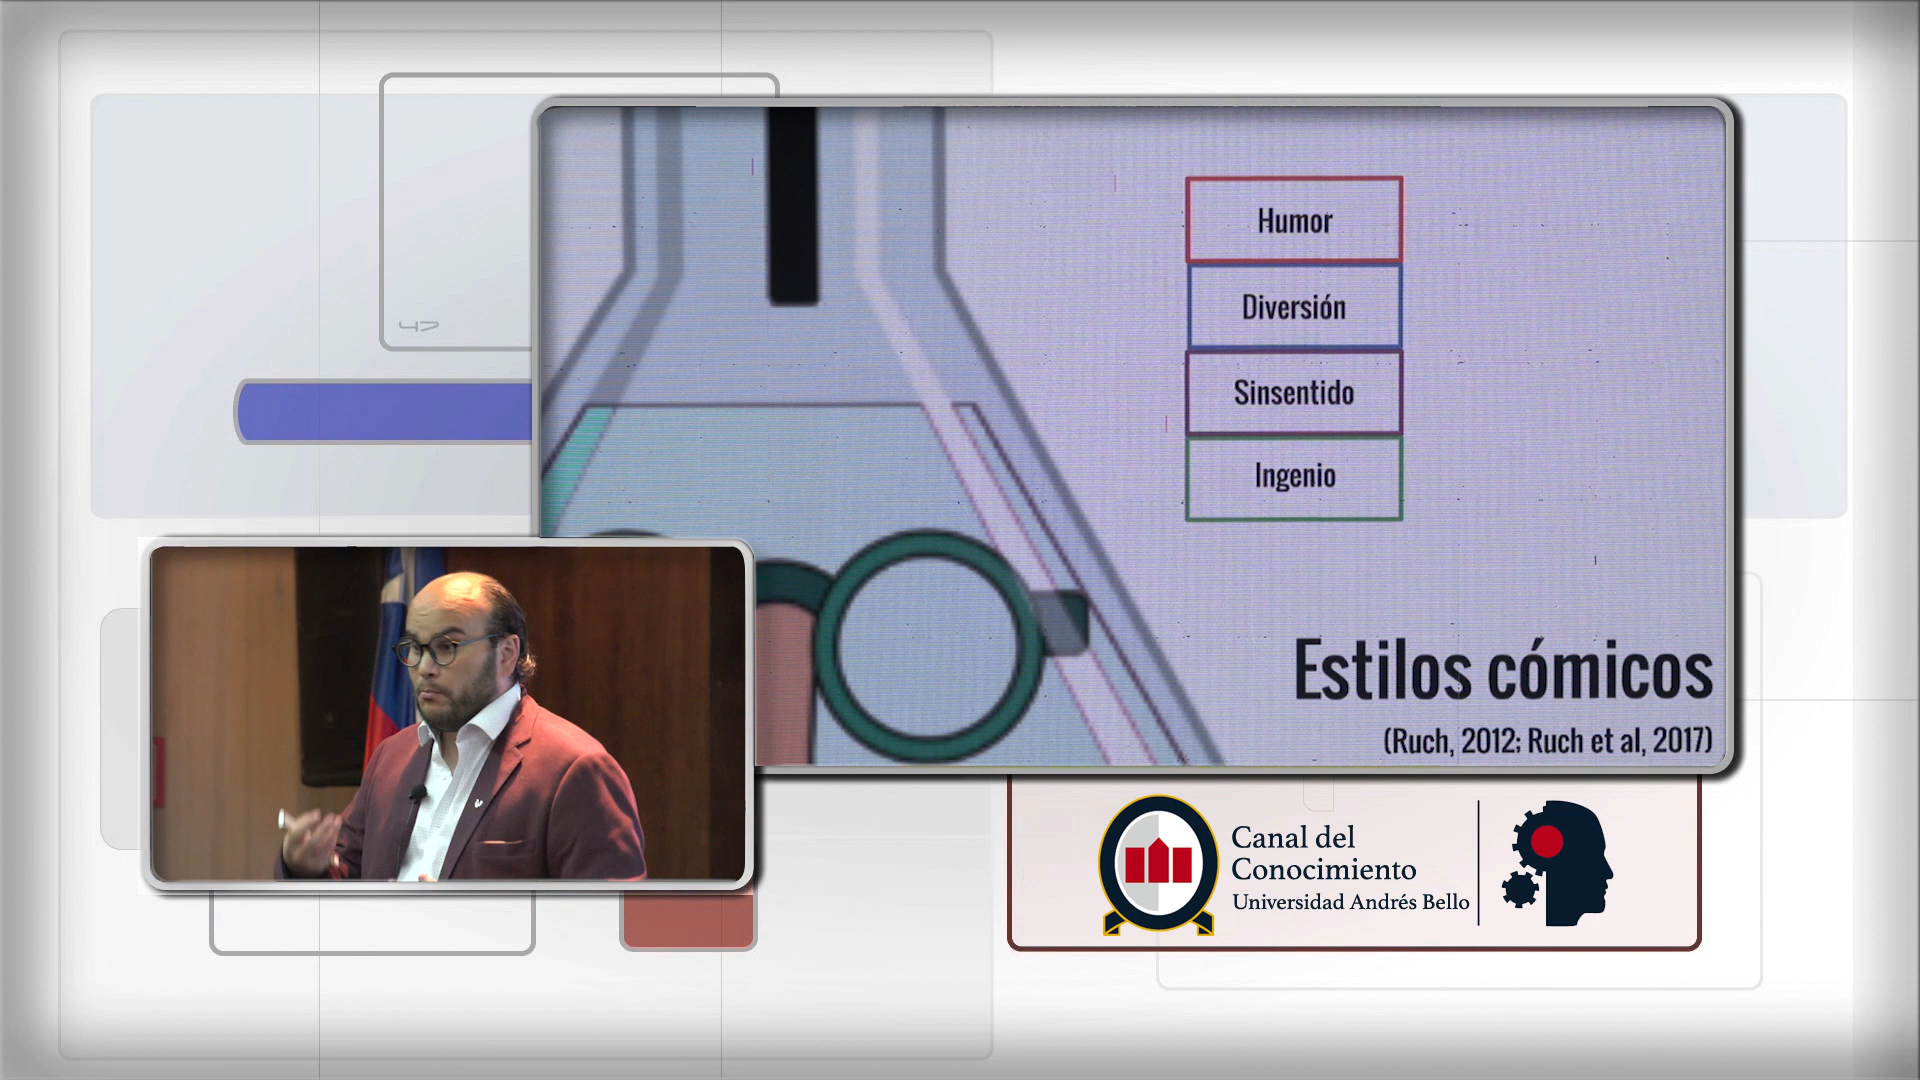 Humor
Diversión
Sinsentido
Ingenio
Estilos cómicos
(Ruch, 2012; Ruch et al, 2017)
Canal del
Conocimiento
Universidad Andrés Bello